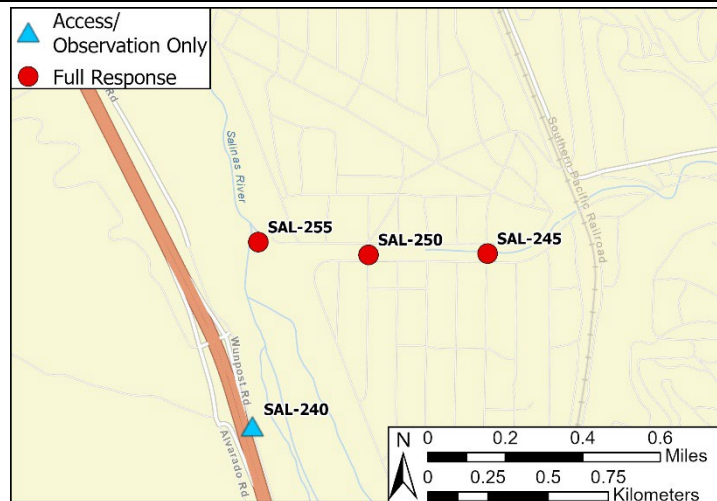 Access/
Observation Only
Full Response
Rd
Salinas River
Southern Pacific Railroad
SAL-255
SAL-250
SAL-245
Wunpost Rd
SAL-240
Alvarado Rd
N
0 0.2 0.4 0.6
Miles
0 0.25 0.5 0.75
Kilometers